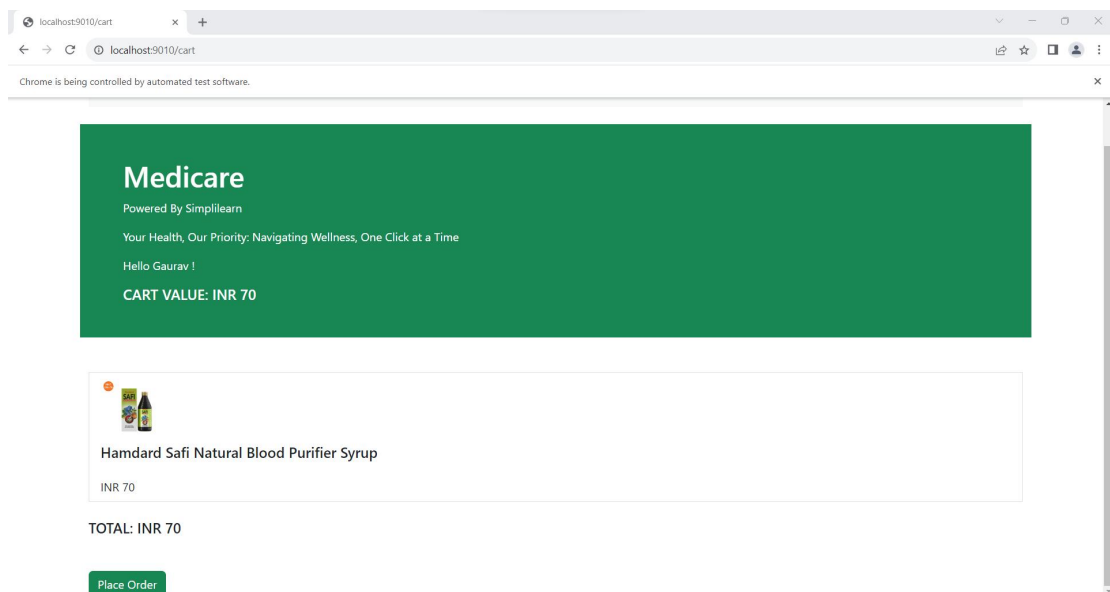 localhost:9010/cart
localhost:9010/cart
Chrome is being controlled by automated test software.
Medicare
Powered By Simplilearn
Your Health, Our Priority: Navigating Wellness, One Click at a Time
Hello Gaurav !
CART VALUE: INR 70
SAFI
Hamdard Safi Natural Blood Purifier Syrup
INR 70
TOTAL: INR 70
Place Order